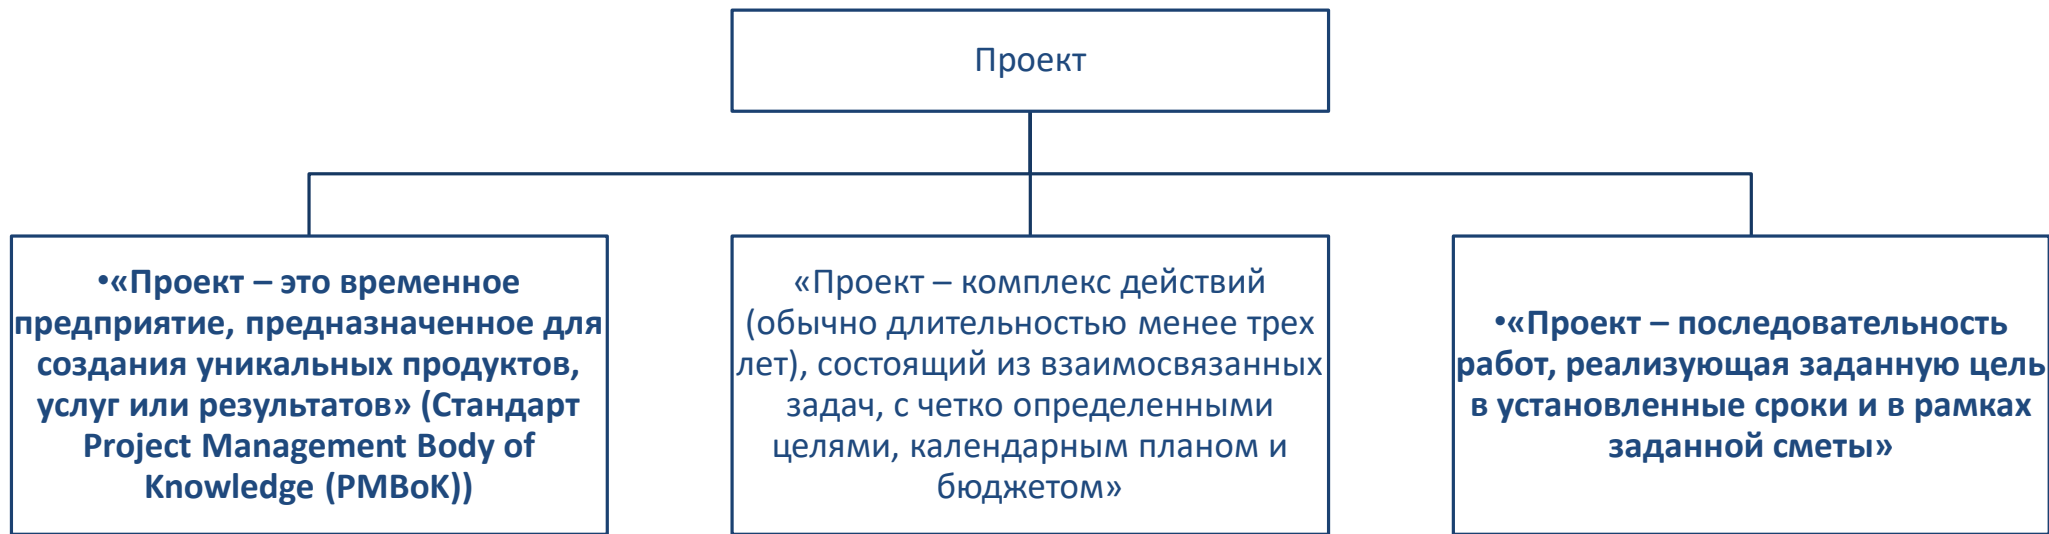 Проект
•«Проект – это временное
предприятие, предназначенное для
создания уникальных продуктов,
услуг или результатов» (Стандарт
Project Management Body of
Knowledge (PMBoK))
«Проект – комплекс действий
(обычно длительностью менее трех
лет), состоящий из взаимосвязанных
задач, с четко определенными
целями, календарным планом и
бюджетом»
•«Проект – последовательность
работ, реализующая заданную цель
в установленные сроки и в рамках
заданной сметы»